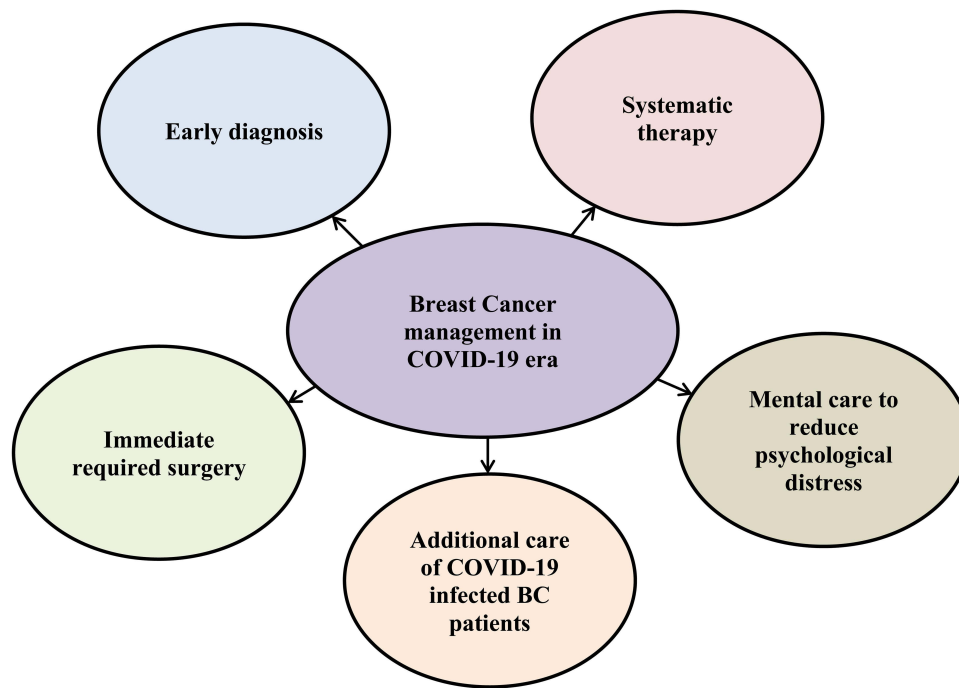 Early diagnosis
Systematic
therapy
Breast Cancer
management in
COVID-19 era
Immediate
required surgery
Mental care to
reduce
psychological
distress
Additional care
of COVID-19
infected BC
patients